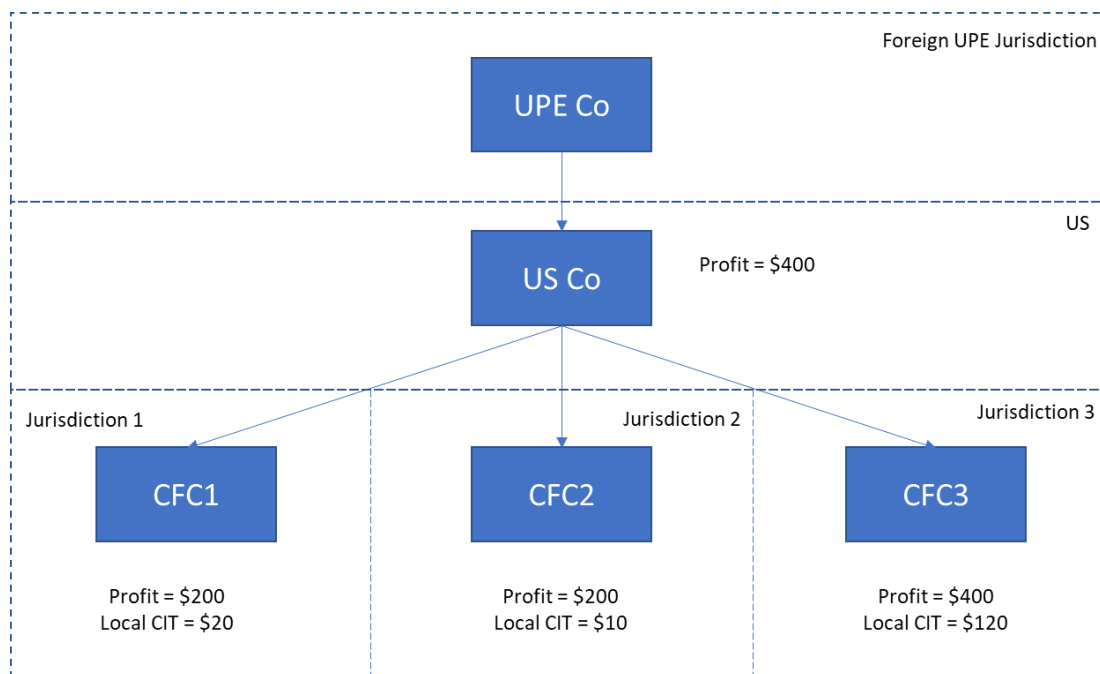 Foreign UPE Jurisdiction
UPE Co
US
US Co
Profit = $400
Jurisdiction 1
Jurisdiction 2
Jurisdiction 3
CFC1
CFC2
CFC3
Profit = $200
Local CIT = $20
Profit = $200
Local CIT = $10
Profit = $400
Local CIT = $120